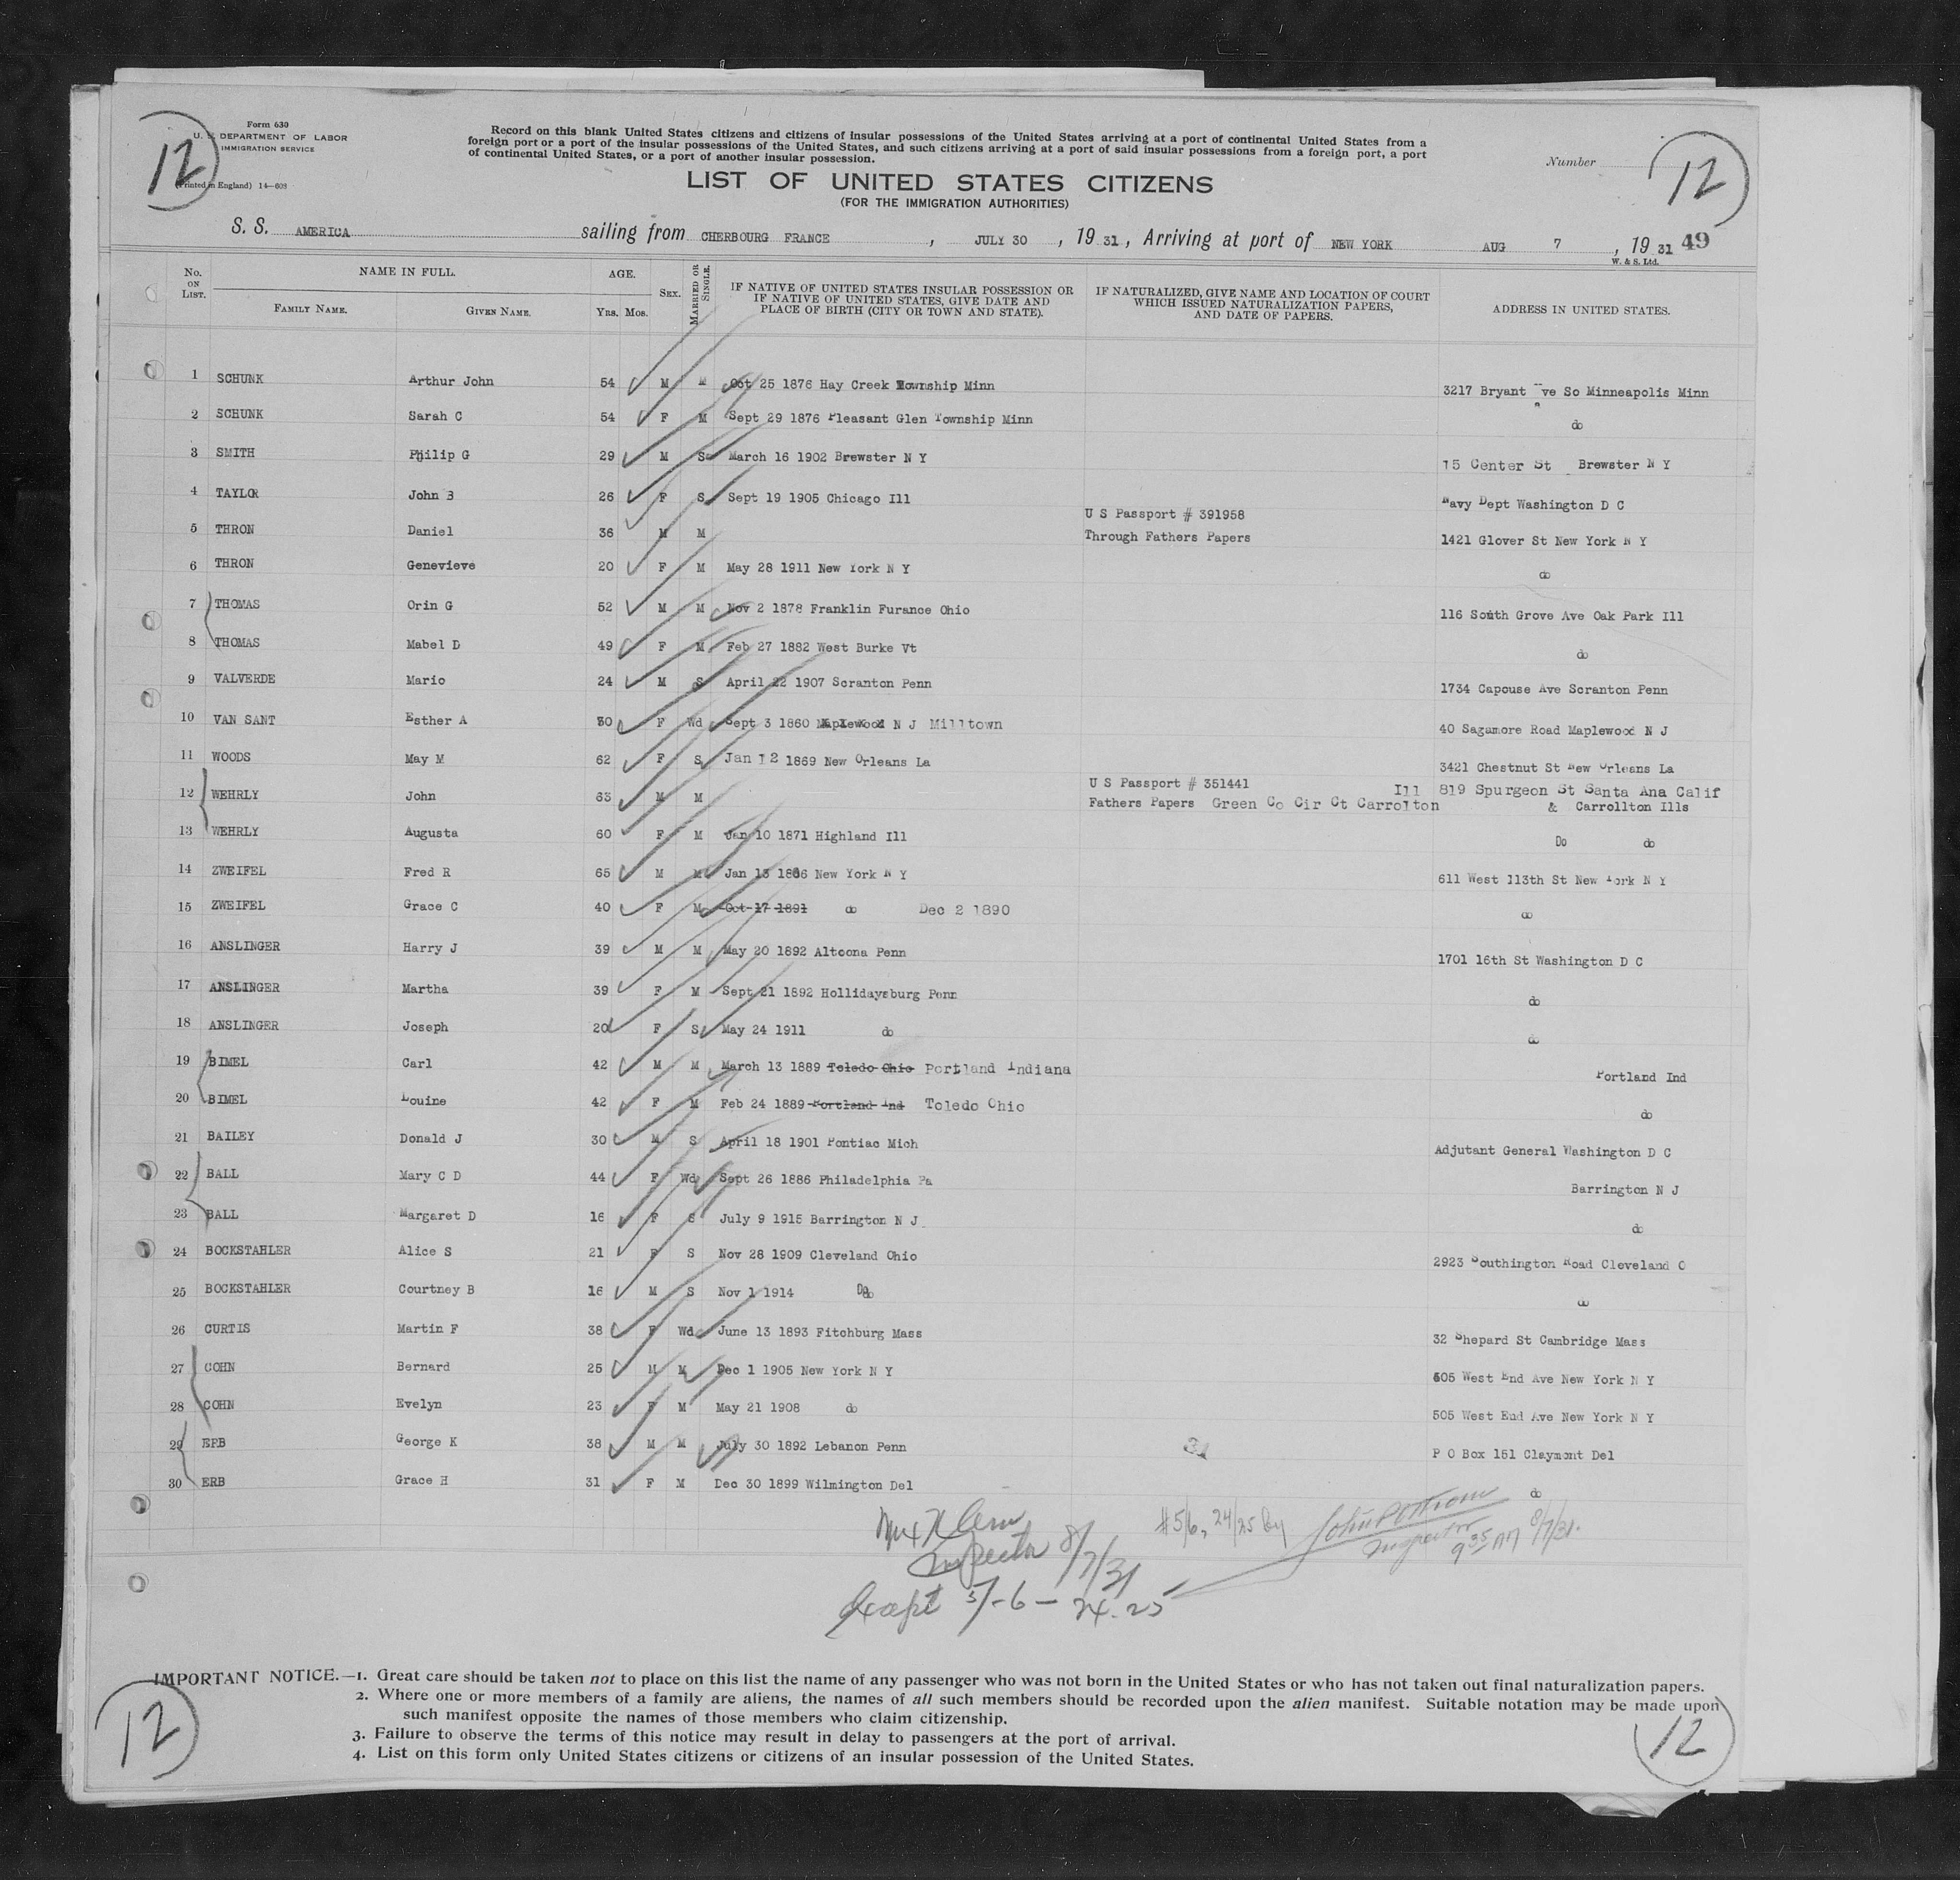 Form 630
U. S. DEPARTMENT OF LABOR
IMMIGRATION SERVICE
(Printed in England) 14—608
12
Record on this blank United States citizens and citizens of insular possessions of the United States arriving at a port of continental United States from a
foreign port or a port of the insular possessions of the United States, and such citizens arriving at a port of said insular possessions from a foreign port, a port
of continental United States, or a port of another insular possession.
Number
12
LIST OF UNITED STATES CITIZENS
(FOR THE IMMIGRATION AUTHORITIES)
S. S. AMERICA sailing from CHERBOURG FRANCE, JULY 30, 19 31, Arriving at port of NEW YORK AUG 7, 19 31 49
W. & S. Ltd.
No. ON LIST. NAME IN FULL. FAMILY NAME. GIVEN NAME. AGE. Yrs. Mos. SEX. MARRIED OR SINGLE. IF NATIVE OF UNITED STATES INSULAR POSSESSION OR IF NATIVE OF UNITED STATES, GIVE DATE AND PLACE OF BIRTH (CITY OR TOWN AND STATE). IF NATURALIZED, GIVE NAME AND LOCATION OF COURT WHICH ISSUED NATURALIZATION PAPERS, AND DATE OF PAPERS. ADDRESS IN UNITED STATES.
1 SCHUNK Arthur John 54 M M Oct 25 1876 Hay Creek Township Minn 3217 Bryant Ave So Minneapolis Minn
2 SCHUNK Sarah C 54 F M Sept 29 1876 Pleasant Glen Township Minn do
3 SMITH Philip G 29 M S March 16 1902 Brewster N Y 15 Center St Brewster N Y
4 TAYLOR John B 26 F S Sept 19 1905 Chicago Ill Navy Dept Washington D C
5 THRON Daniel 36 M M U S Passport # 391958 Through Fathers Papers 1421 Glover St New York N Y
6 THRON Genevieve 20 F M May 28 1911 New York N Y do
7 THOMAS Orin G 52 M M Nov 2 1878 Franklin Furance Ohio 116 South Grove Ave Oak Park Ill
8 THOMAS Mabel D 49 F M Feb 27 1882 West Burke Vt do
9 VALVERDE Mario 24 M S April 22 1907 Scranton Penn 1734 Capouse Ave Scranton Penn
10 VAN SANT Esther A 70 F Wd Sept 3 1860 Maplewood N J Milltown 40 Sagamore Road Maplewood N J
11 WOODS May M 62 F S Jan 12 1869 New Orleans La 3421 Chestnut St New Orleans La
12 WEHRLY John 63 M M U S Passport # 351441 Fathers Papers Green Co Cir Ct Carrolton Ill 819 Spurgeon St Santa Ana Calif & Carrollton Ills
13 WEHRLY Augusta 60 F M Jan 10 1871 Highland Ill Do do
14 ZWEIFEL Fred R 65 M M Jan 13 1866 New York N Y 611 West 113th St New York N Y
15 ZWEIFEL Grace C 40 F M Oct 17 1891 do Dec 2 1890 do
16 ANSLINGER Harry J 39 M M May 20 1892 Altoona Penn 1701 16th St Washington D C
17 ANSLINGER Martha 39 F M Sept 21 1892 Hollidaysburg Penn do
18 ANSLINGER Joseph 20 F S May 24 1911 do do
19 BIMEL Carl 42 M M March 13 1889 Toledo Ohio Portland Indiana Portland Ind
20 BIMEL Louine 42 F M Feb 24 1889 Portland Ind Toledo Ohio do
21 BAILEY Donald J 30 M S April 18 1901 Pontiac Mich Adjutant General Washington D C
22 BALL Mary C D 44 F Wd Sept 26 1886 Philadelphia Pa Barrington N J
23 BALL Margaret D 16 F S July 9 1915 Barrington N J do
24 BOCKSTAHLER Alice S 21 F S Nov 28 1909 Cleveland Ohio 2923 Southington Road Cleveland O
25 BOCKSTAHLER Courtney B 16 M S Nov 1 1914 Do do
26 CURTIS Martin F 38 F Wd June 13 1893 Fitchburg Mass 32 Shepard St Cambridge Mass
27 COHN Bernard 25 M M Dec 1 1905 New York N Y 605 West End Ave New York N Y
28 COHN Evelyn 23 F M May 21 1908 do 505 West End Ave New York N Y
29 ERB George K 38 M M July 30 1892 Lebanon Penn P O Box 151 Claymont Del
30 ERB Grace H 31 F M Dec 30 1899 Wilmington Del do
Inspector 8/7/31
Except 5-6- 24.25
#5/6, 24/25 by
Inspector
9 35 AM 8/7/31.
IMPORTANT NOTICE.—1. Great care should be taken not to place on this list the name of any passenger who was not born in the United States or who has not taken out final naturalization papers.
2. Where one or more members of a family are aliens, the names of all such members should be recorded upon the alien manifest. Suitable notation may be made upon
such manifest opposite the names of those members who claim citizenship.
3. Failure to observe the terms of this notice may result in delay to passengers at the port of arrival.
4. List on this form only United States citizens or citizens of an insular possession of the United States.
12
12